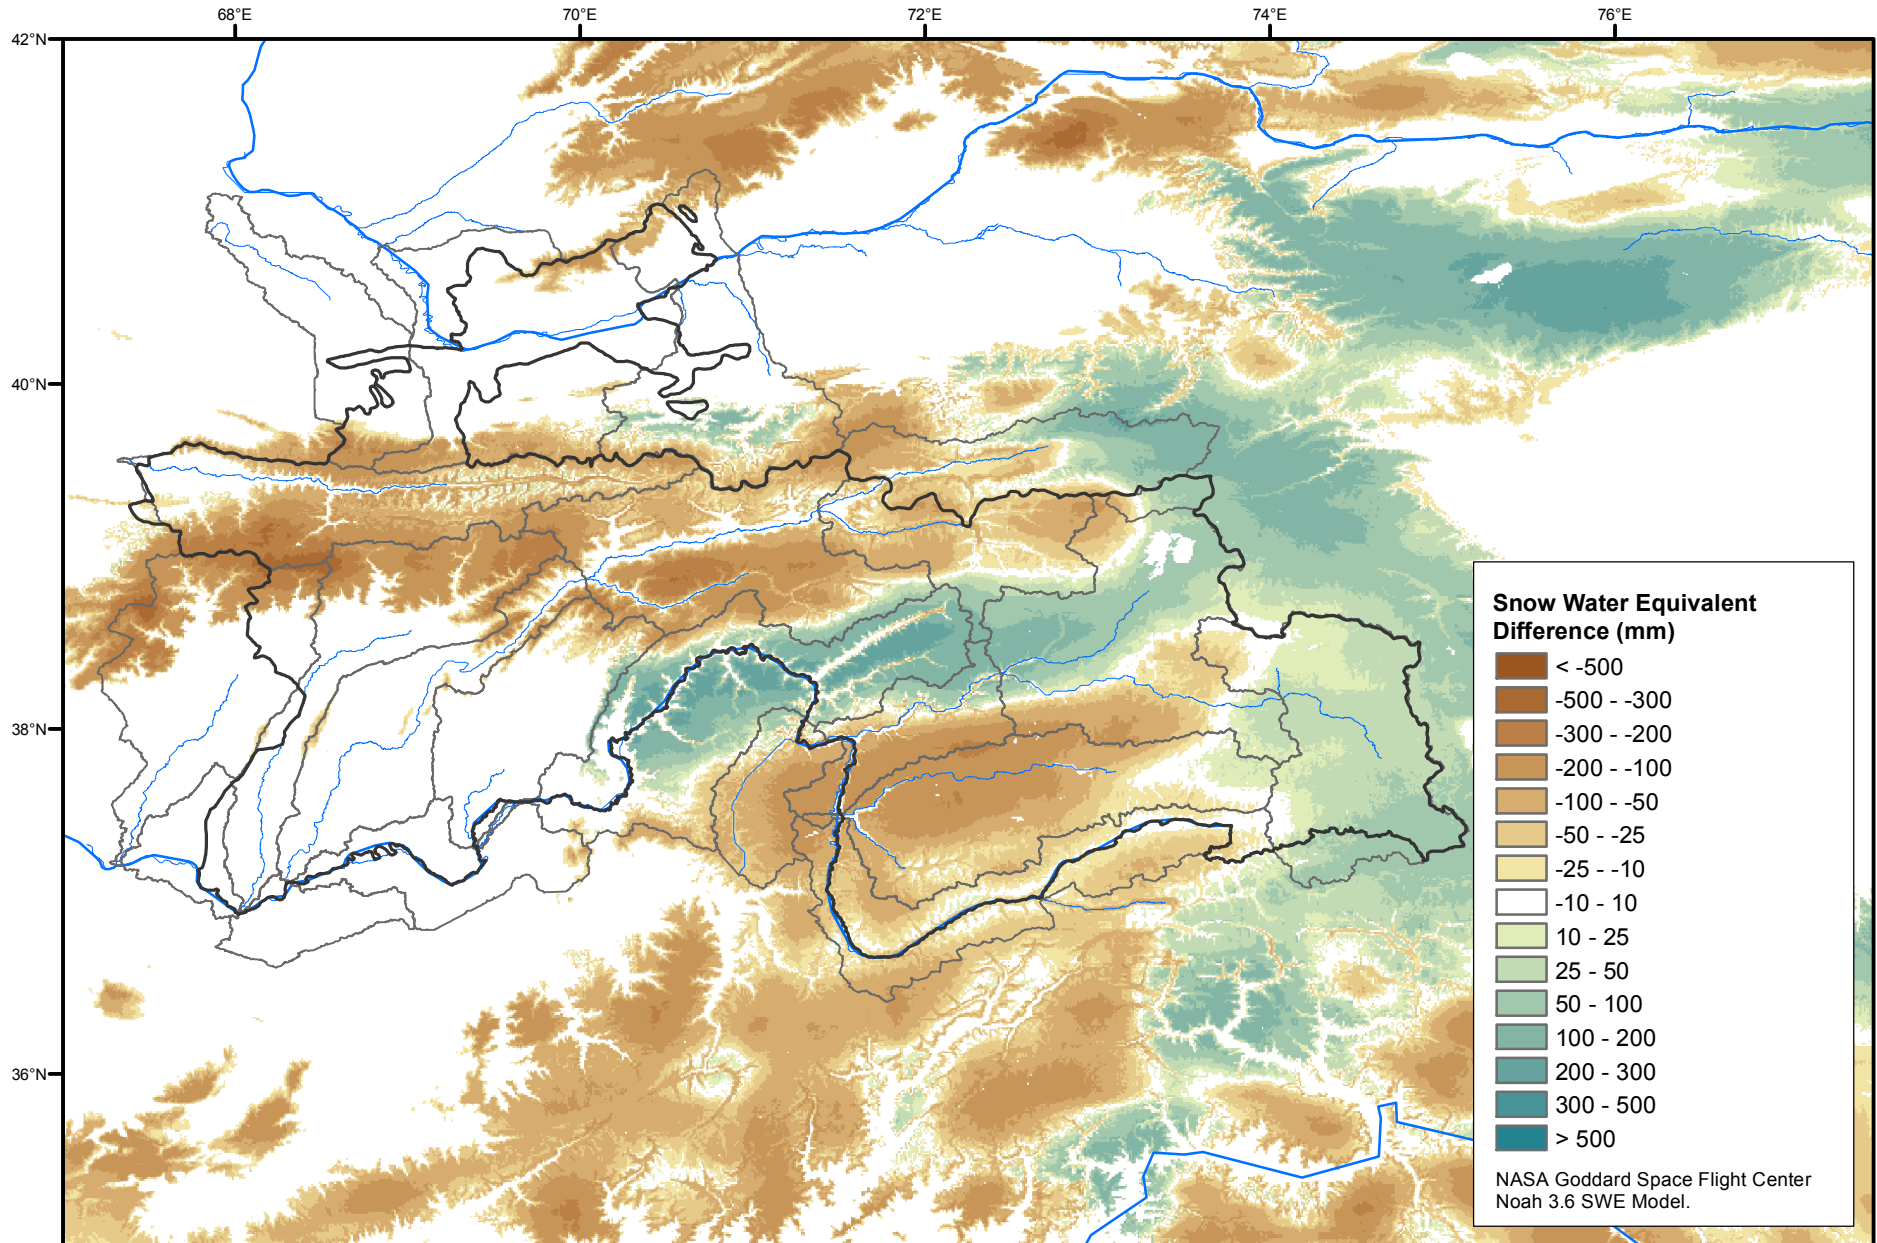 68°E 70°E 72°E 74°E 76°E
42°N
40°N
38°N
36°N
Snow Water Equivalent
Difference (mm)
< -500
-500 - -300
-300 - -200
-200 - -100
-100 - -50
-50 - -25
-25 - -10
-10 - 10
10 - 25
25 - 50
50 - 100
100 - 200
200 - 300
300 - 500
> 500
NASA Goddard Space Flight Center
Noah 3.6 SWE Model.